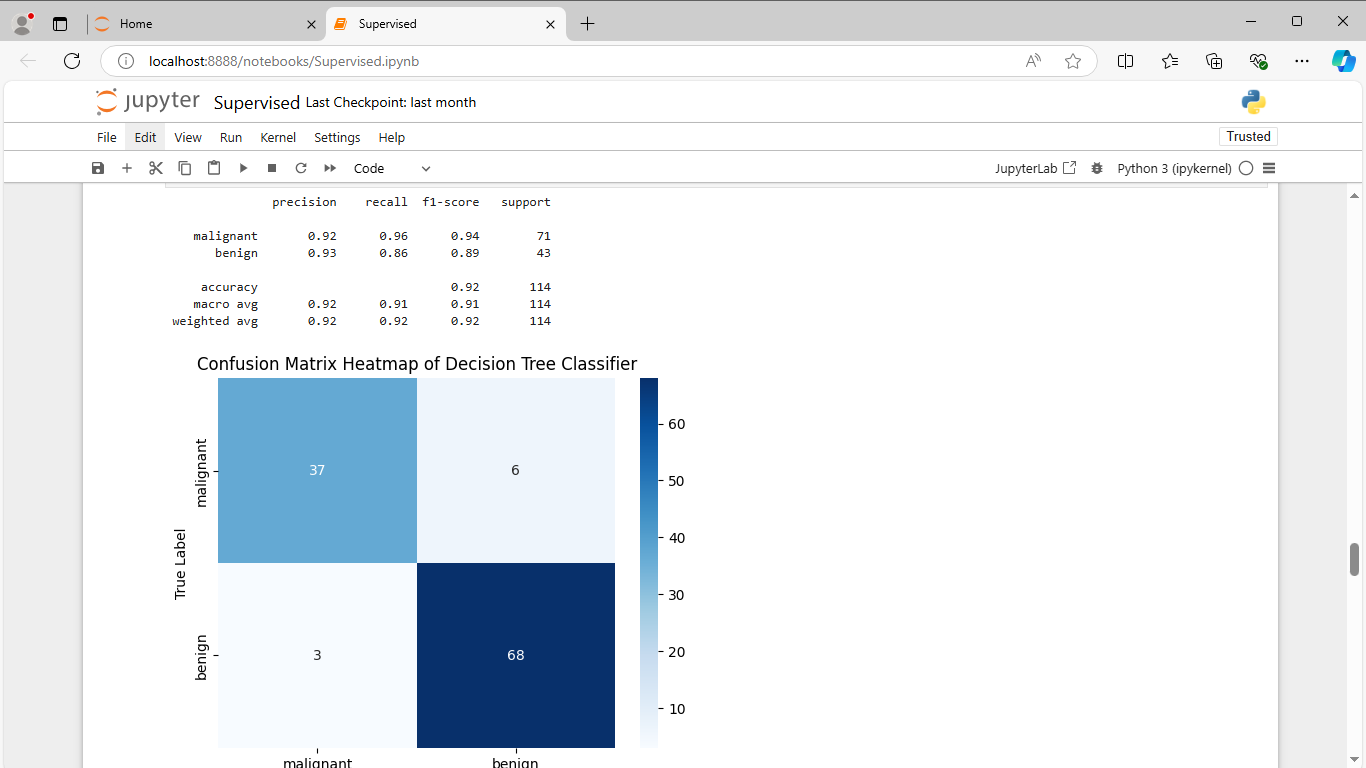 Home
Supervised
localhost:8888/notebooks/Supervised.ipynb
jupyter Supervised Last Checkpoint: last month
File Edit View Run Kernel Settings Help
Trusted
Code
JupyterLab
Python 3 (ipykernel)
precision recall f1-score support
malignant 0.92 0.96 0.94 71
benign 0.93 0.86 0.89 43
accuracy 0.92 114
macro avg 0.92 0.91 0.91 114
weighted avg 0.92 0.92 0.92 114
Confusion Matrix Heatmap of Decision Tree Classifier
True Label
malignant
37 6
benign
3 68
malignant benign
60
50
40
30
20
10